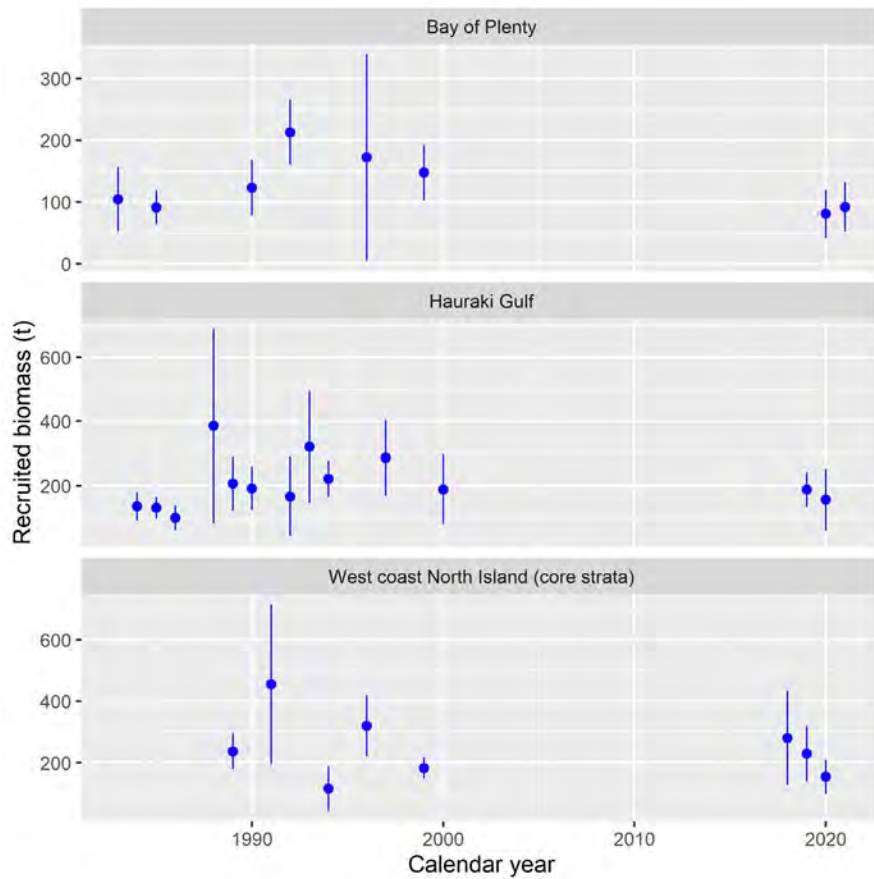 Bay of Plenty
300
200
100
0
Hauraki Gulf
600
400
200
West coast North Island (core strata)
600
400
200
1990
2000
2010
2020
Calendar year
Recruited biomass (t)